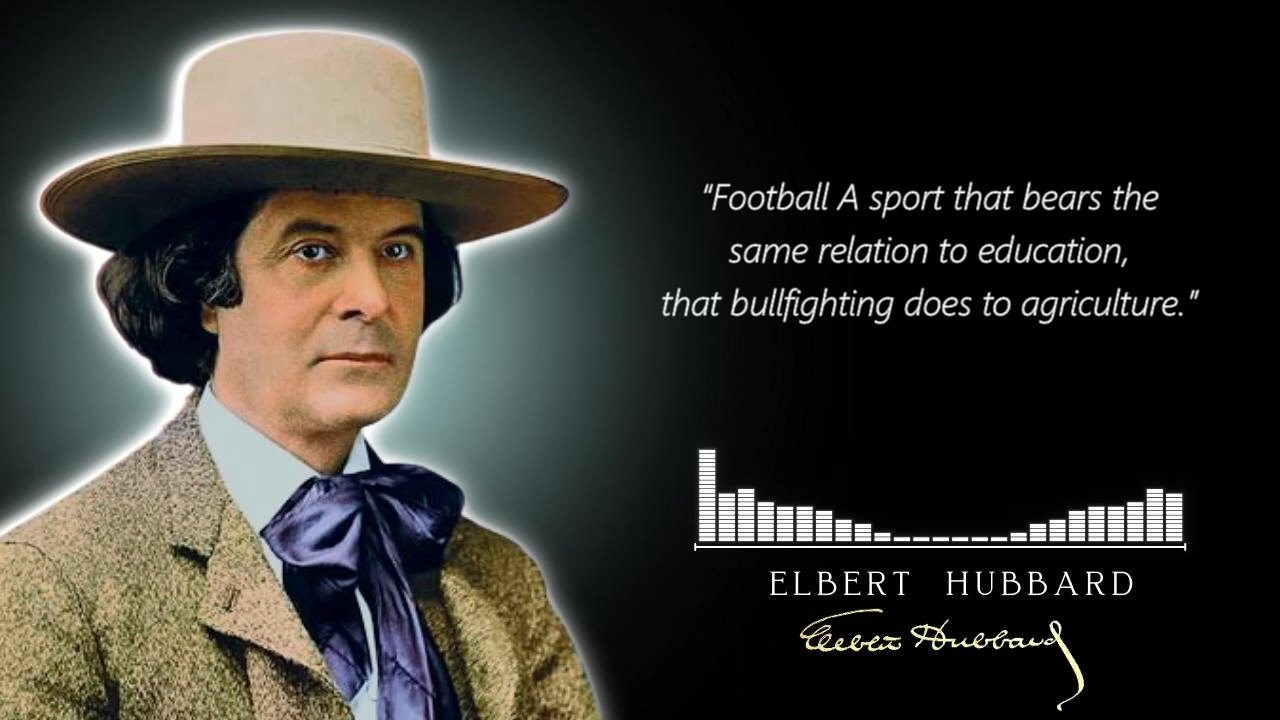 "Football A sport that bears the
same relation to education,
that bullfighting does to agriculture."
ELBERT HUBBARD
Elbert Hubbard